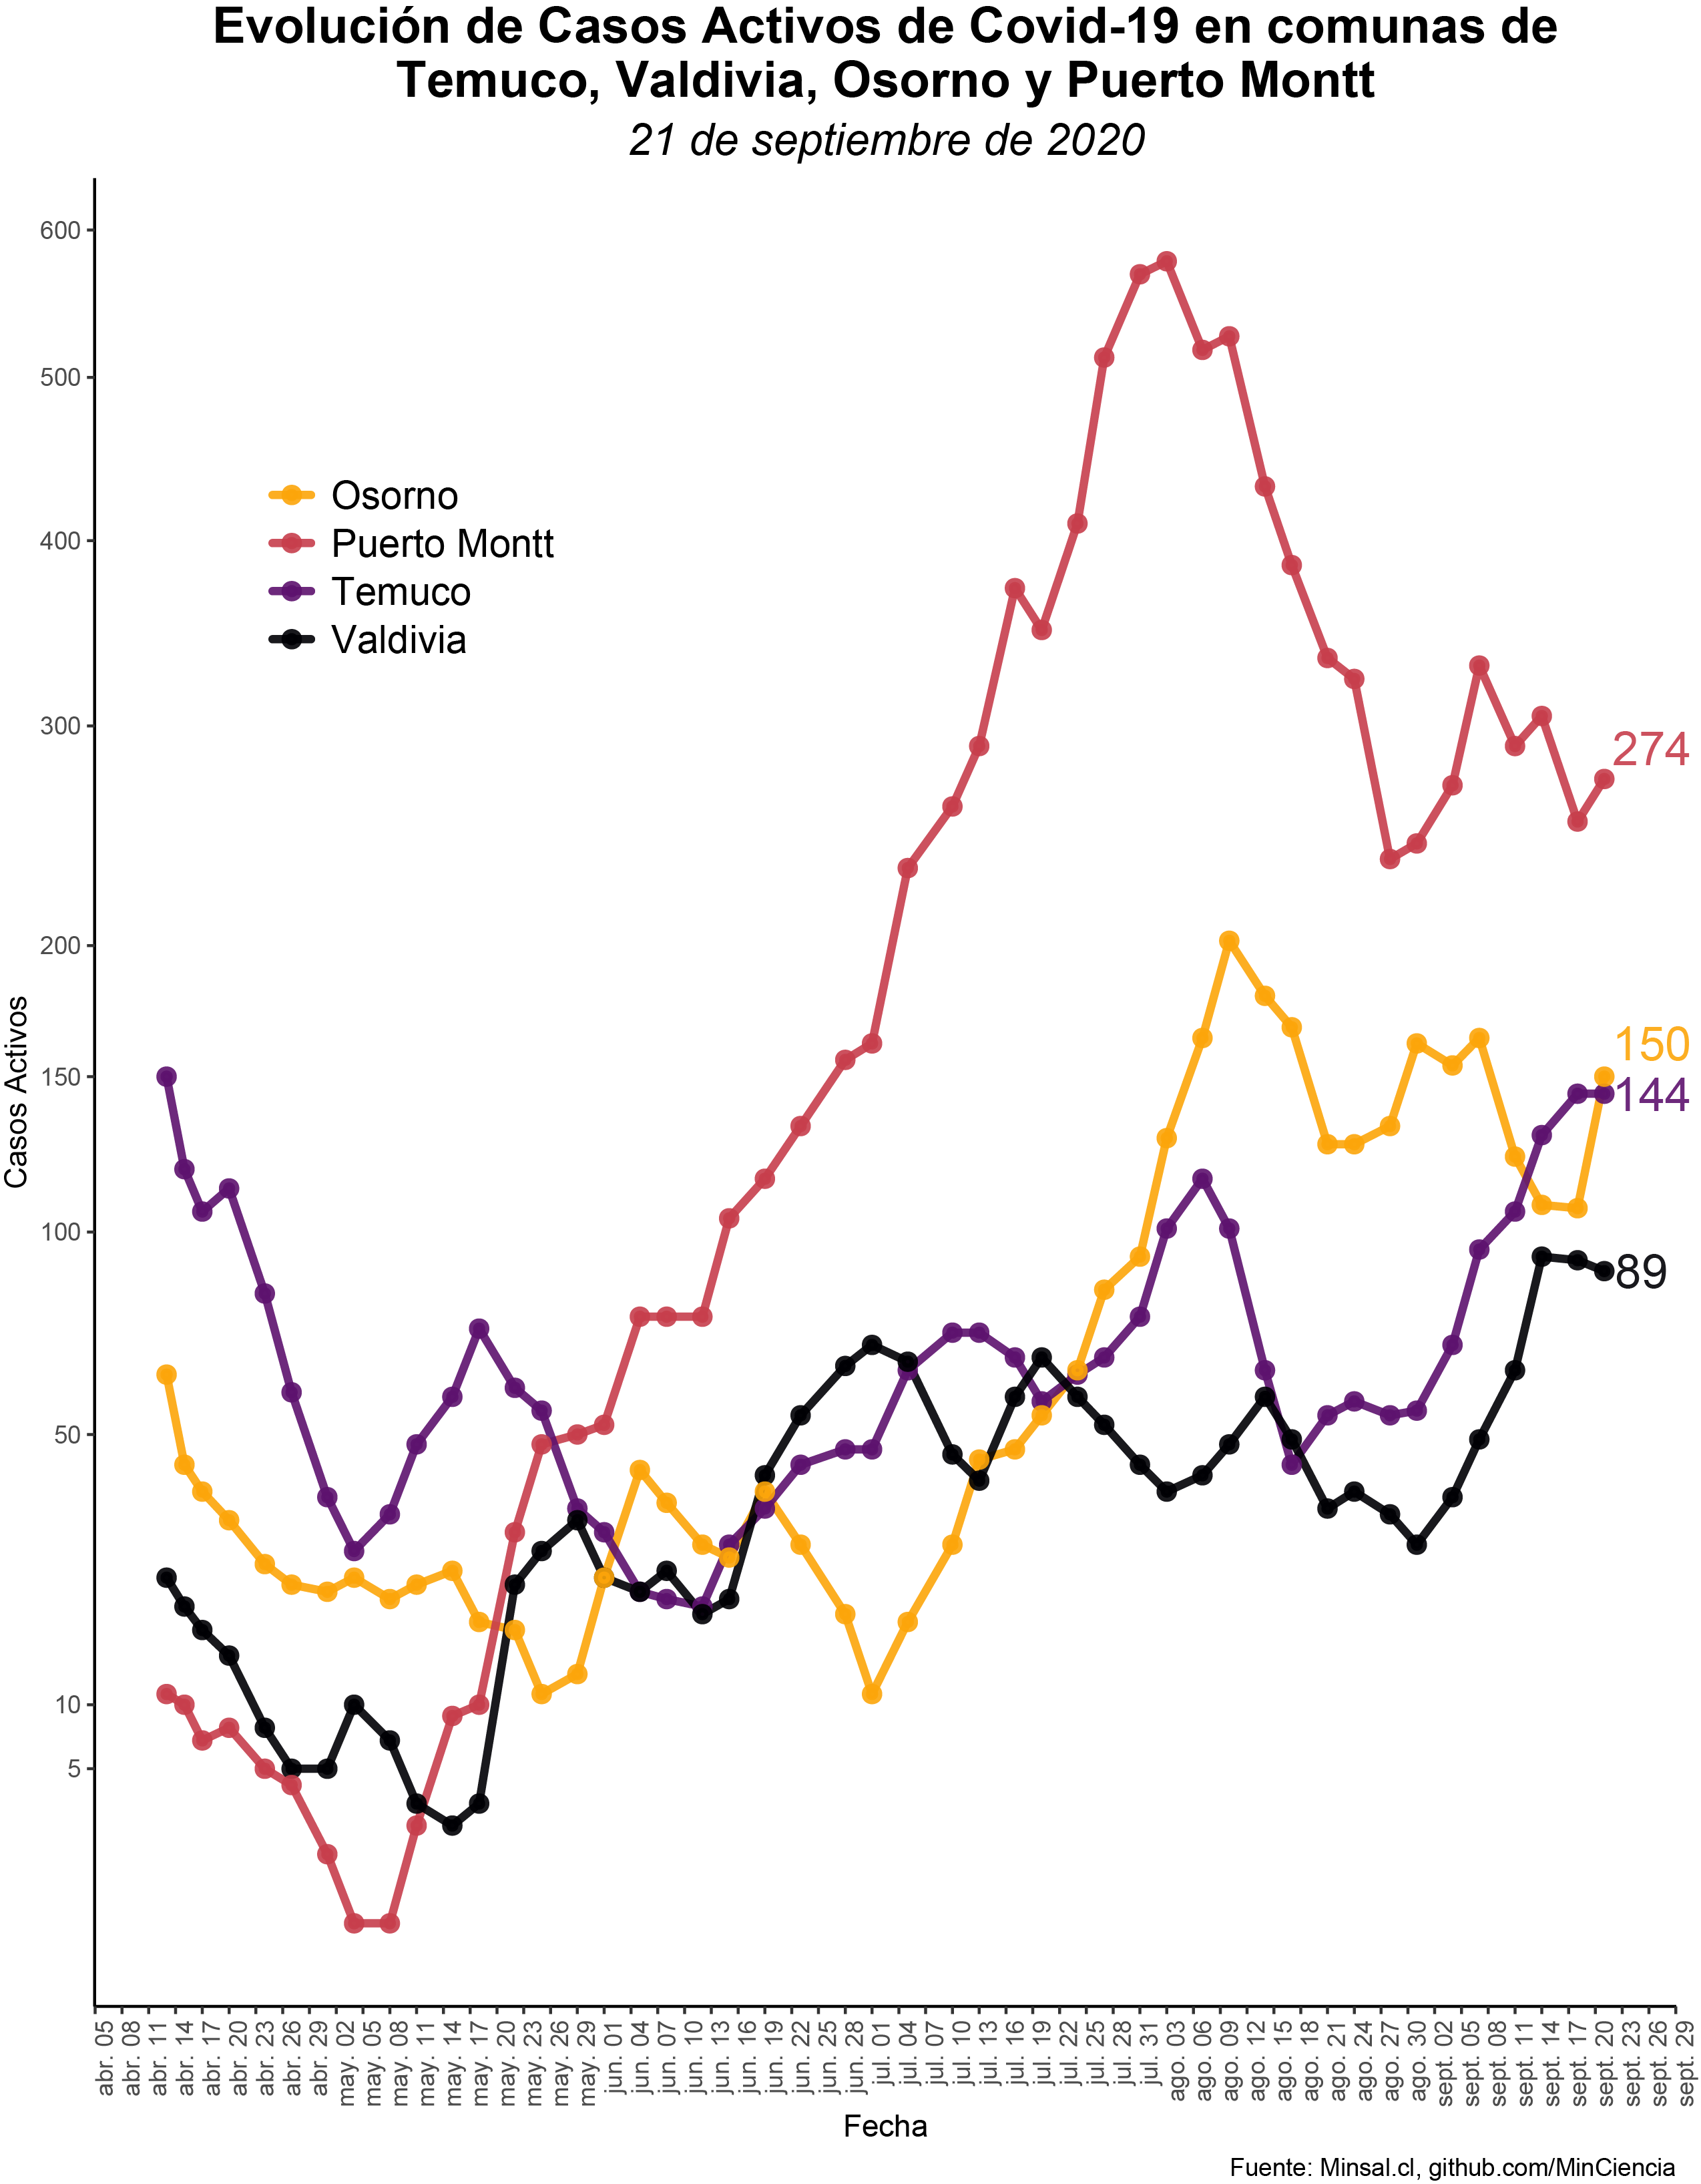 Evolución de Casos Activos de Covid-19 en comunas de
Temuco, Valdivia, Osorno y Puerto Montt
21 de septiembre de 2020
600
500
400
300
200
150
100
50
10
5
Casos Activos
Osorno
Puerto Montt
Temuco
Valdivia
274
150
144
89
abr. 05
abr. 08
abr. 11
abr. 14
abr. 17
abr. 20
abr. 23
abr. 26
abr. 29
may. 02
may. 05
may. 08
may. 11
may. 14
may. 17
may. 20
may. 23
may. 26
may. 29
jun. 01
jun. 04
jun. 07
jun. 10
jun. 13
jun. 16
jun. 19
jun. 22
jun. 25
jun. 28
jul. 01
jul. 04
jul. 07
jul. 10
jul. 13
jul. 16
jul. 19
jul. 22
jul. 25
jul. 28
jul. 31
ago. 03
ago. 06
ago. 09
ago. 12
ago. 15
ago. 18
ago. 21
ago. 24
ago. 27
ago. 30
sept. 02
sept. 05
sept. 08
sept. 11
sept. 14
sept. 17
sept. 20
sept. 23
sept. 26
sept. 29
Fecha
Fuente: Minsal.cl, github.com/MinCiencia